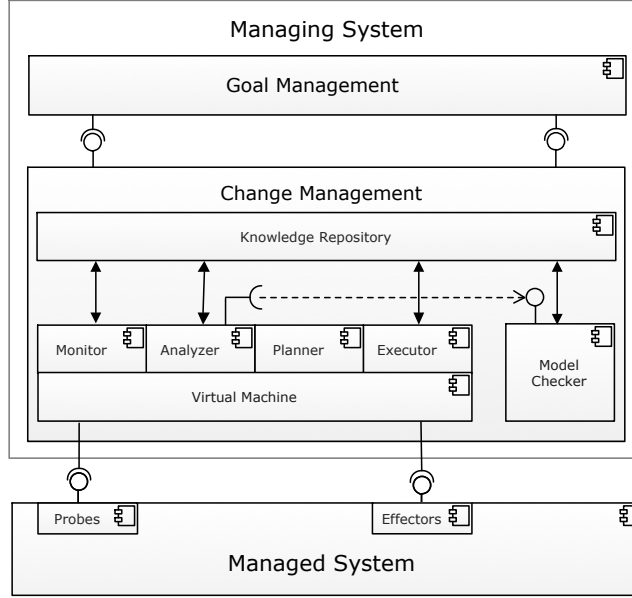 Managing System
Goal Management
Change Management
Knowledge Repository
Monitor
Analyzer
Planner
Executor
Model
Checker
Virtual Machine
Probes
Effectors
Managed System